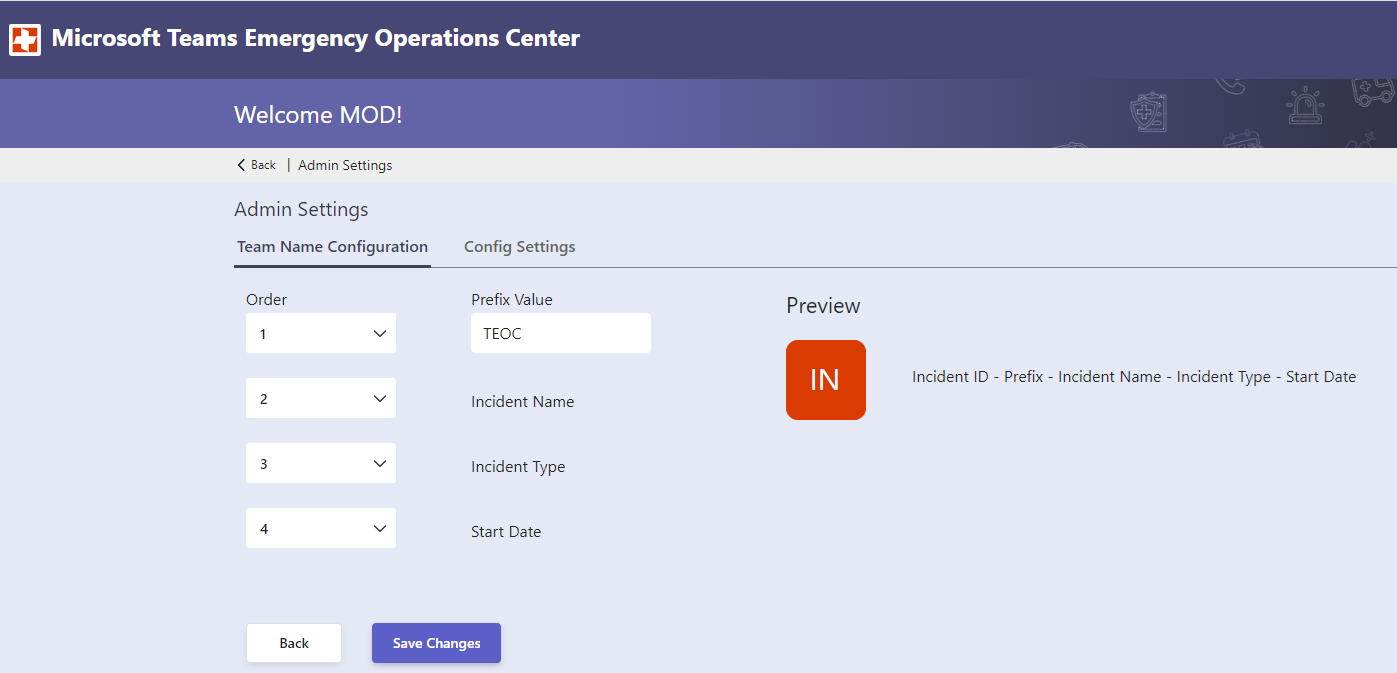 Microsoft Teams Emergency Operations Center
Welcome MOD!
Back | Admin Settings
Admin Settings
Team Name Configuration Config Settings
Order Prefix Value
Preview
1 TEOC
IN
Incident ID - Prefix - Incident Name - Incident Type - Start Date
2 Incident Name
3 Incident Type
4 Start Date
Back Save Changes